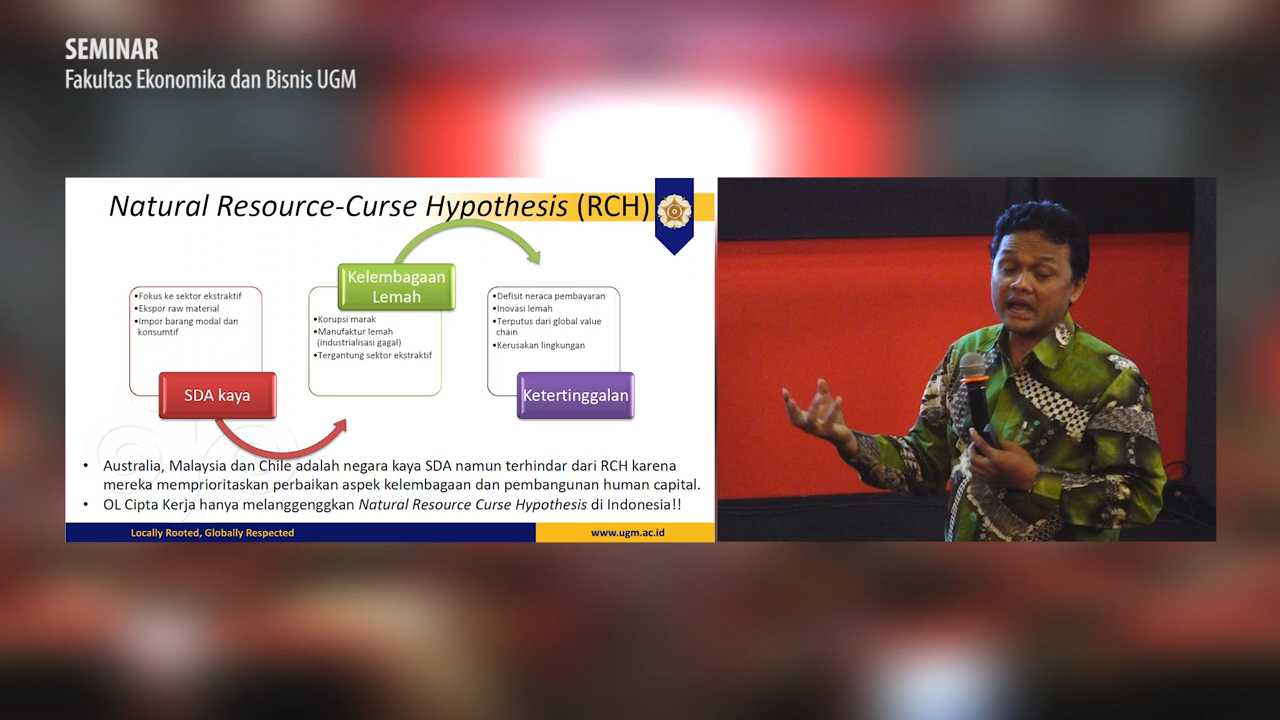 SEMINAR
Fakultas Ekonomika dan Bisnis UGM
Natural Resource-Curse Hypothesis (RCH)
•Fokus ke sektor ekstraktif
•Ekspor raw material
•Impor barang modal dan
konsumtif
SDA kaya
Kelembagaan
Lemah
•Korupsi marak
•Manufaktur lemah
(industrialisasi gagal)
•Tergantung sektor ekstraktif
•Defisit neraca pembayaran
•Inovasi lemah
•Terputus dari global value
chain
•Kerusakan lingkungan
Ketertinggalan
• Australia, Malaysia dan Chile adalah negara kaya SDA namun terhindar dari RCH karena
mereka memprioritaskan perbaikan aspek kelembagaan dan pembangunan human capital.
• OL Cipta Kerja hanya melanggenggkan Natural Resource Curse Hypothesis di Indonesia!!
Locally Rooted, Globally Respected
www.ugm.ac.id